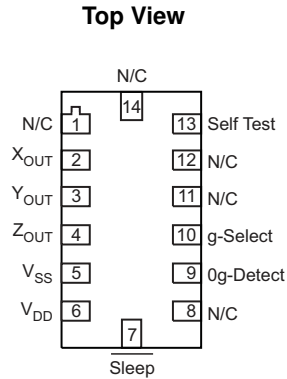 Top View
N/C
14
N/C 1
13 Self Test
X_OUT 2
12 N/C
Y_OUT 3
11 N/C
Z_OUT 4
10 g-Select
V_SS 5
9 0g-Detect
V_DD 6
8 N/C
7
Sleep